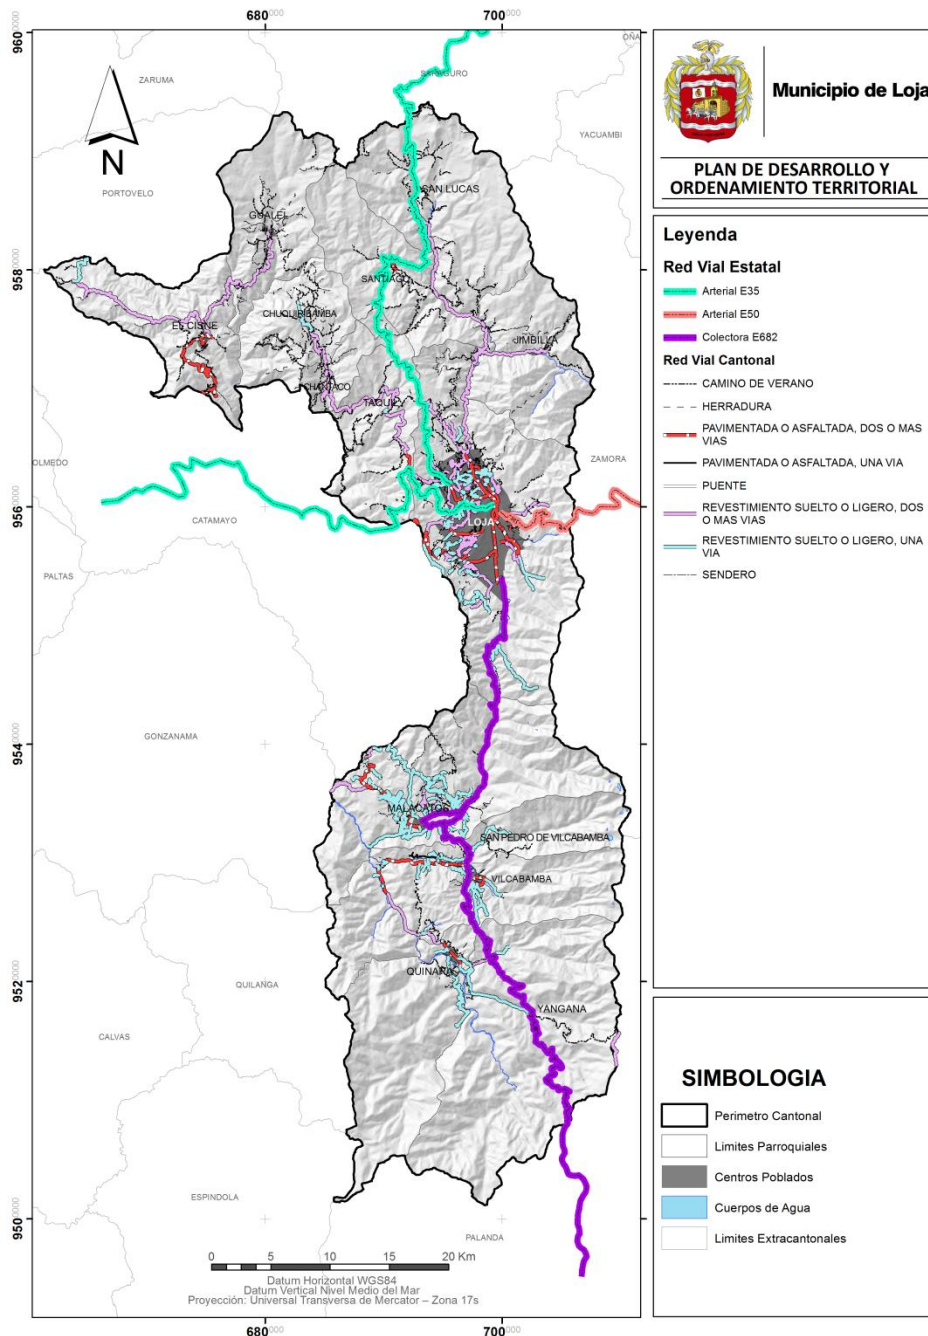 680000
700000
9600000
OÑA
SARAGURO
ZARUMA
YACUAMBI
PORTOVELO
N
SAN LUCAS
GUALEL
9580000
SANTIAGO
CHUQUIRIBAMBA
EL CISNE
JIMBILLA
CHANTACO
TAQUIL
OLMEDO
ZAMORA
9560000
CATAMAYO
LOJA
PALTAS
GONZANAMA
9540000
MALACATOS
SAN PEDRO DE VILCABAMBA
VILCABAMBA
QUINARA
9520000
QUILANGA
YANGANA
CALVAS
ESPINDOLA
9500000
PALANDA
0 5 10 15 20 Km
Datum Horizontal WGS84
Datum Vertical Nivel Medio del Mar
Proyección: Universal Transversa de Mercator – Zona 17s
680000
700000
Municipio de Loja
PLAN DE DESARROLLO Y
ORDENAMIENTO TERRITORIAL
Leyenda
Red Vial Estatal
Arterial E35
Arterial E50
Colectora E682
Red Vial Cantonal
CAMINO DE VERANO
HERRADURA
PAVIMENTADA O ASFALTADA, DOS O MAS
VIAS
PAVIMENTADA O ASFALTADA, UNA VIA
PUENTE
REVESTIMIENTO SUELTO O LIGERO, DOS
O MAS VIAS
REVESTIMIENTO SUELTO O LIGERO, UNA
VIA
SENDERO
SIMBOLOGIA
Perimetro Cantonal
Limites Parroquiales
Centros Poblados
Cuerpos de Agua
Limites Extracantonales